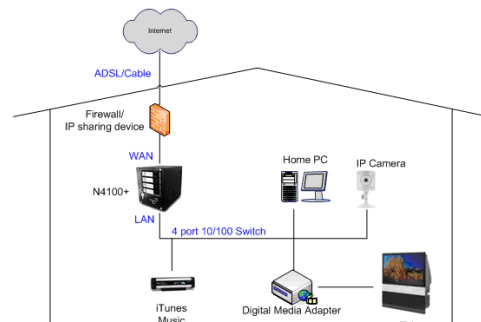 Internet
ADSL/Cable
Firewall/
IP sharing device
WAN
N4100+
LAN
Home PC
IP Camera
4 port 10/100 Switch
iTunes
Music
Digital Media Adapter